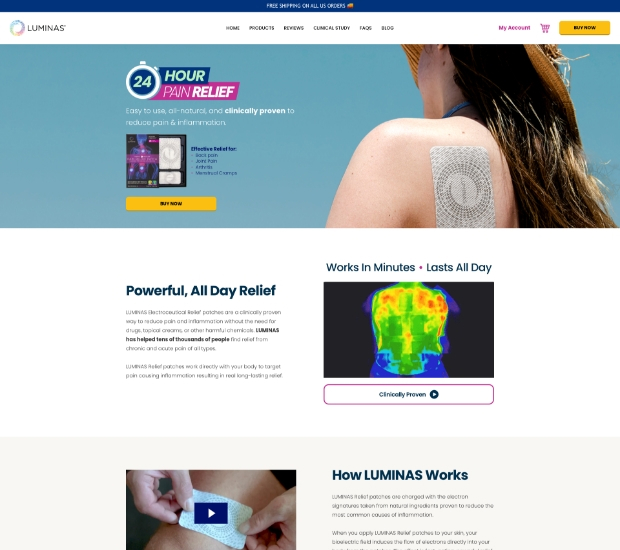 FREE SHIPPING ON ALL US ORDERS
LUMINAS
HOME PRODUCTS REVIEWS CLINICAL STUDY FAQS BLOG
My Account
BUY NOW
24 HOUR
PAIN RELIEF
Easy to use, all-natural, and clinically proven to
reduce pain & inflammation.
Effective Relief for:
Back pain
Joint Pain
Arthritis
Menstrual Cramps
BUY NOW
Works In Minutes • Lasts All Day
Powerful, All Day Relief
LUMINAS Electroceutical Relief patches are a clinically proven
way to reduce pain and inflammation without the need for
drugs, topical creams, or other harmful chemicals. LUMINAS
has helped tens of thousands of people find relief from
chronic and acute pain of all types.
LUMINAS Relief patches work directly with your body to target
pain causing inflammation resulting in real long-lasting relief.
Clinically Proven
How LUMINAS Works
LUMINAS Relief patches are charged with the electron
signatures taken from natural ingredients proven to reduce the
most common causes of inflammation.
When you apply LUMINAS Relief patches to your skin, your
bioelectric field induces the flow of electrons directly into your